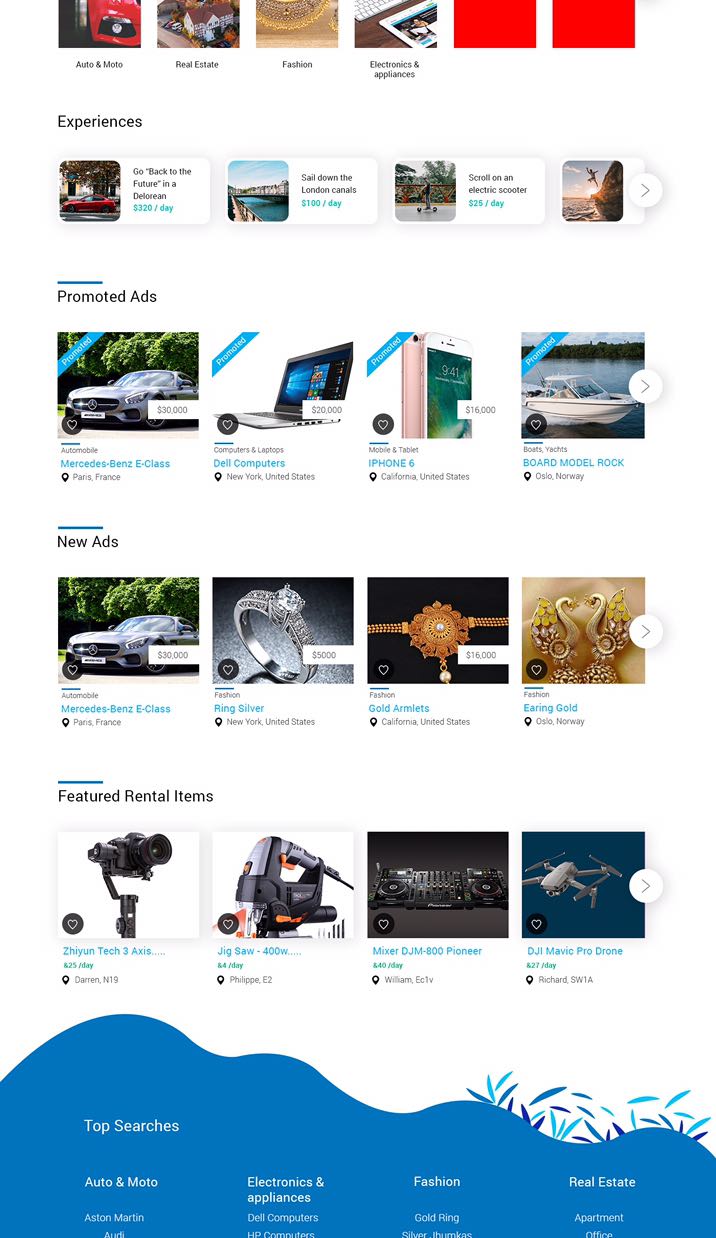 Auto & Moto
Real Estate
Fashion
Electronics &
appliances
Experiences
Go "Back to the
Future" in a
Delorean
$320 / day
Sail down the
London canals
$100 / day
Scroll on an
electric scooter
$25 / day
Promoted Ads
Promoted
$30,000
Promoted
$20,000
Promoted
9:41
$16,000
Promoted
Automobile
Mercedes-Benz E-Class
Paris, France
Computers & Laptops
Dell Computers
New York, United States
Mobile & Tablet
IPHONE 6
California, United States
Boats, Yachts
BOARD MODEL ROCK
Oslo, Norway
New Ads
$30,000
$5000
$16,000
Automobile
Mercedes-Benz E-Class
Paris, France
Fashion
Ring Silver
New York, United States
Fashion
Gold Armlets
California, United States
Fashion
Earing Gold
Oslo, Norway
Featured Rental Items
Pioneer
Zhiyun Tech 3 Axis.....
&25 /day
Darren, N19
Jig Saw - 400w.....
&4 /day
Philippe, E2
Mixer DJM-800 Pioneer
&40 /day
William, Ec1v
DJI Mavic Pro Drone
&27 /day
Richard, SW1A
Top Searches
Auto & Moto
Electronics &
appliances
Fashion
Real Estate
Aston Martin
Dell Computers
Gold Ring
Apartment
Audi
HP Computers
Silver Jhumkas
Office